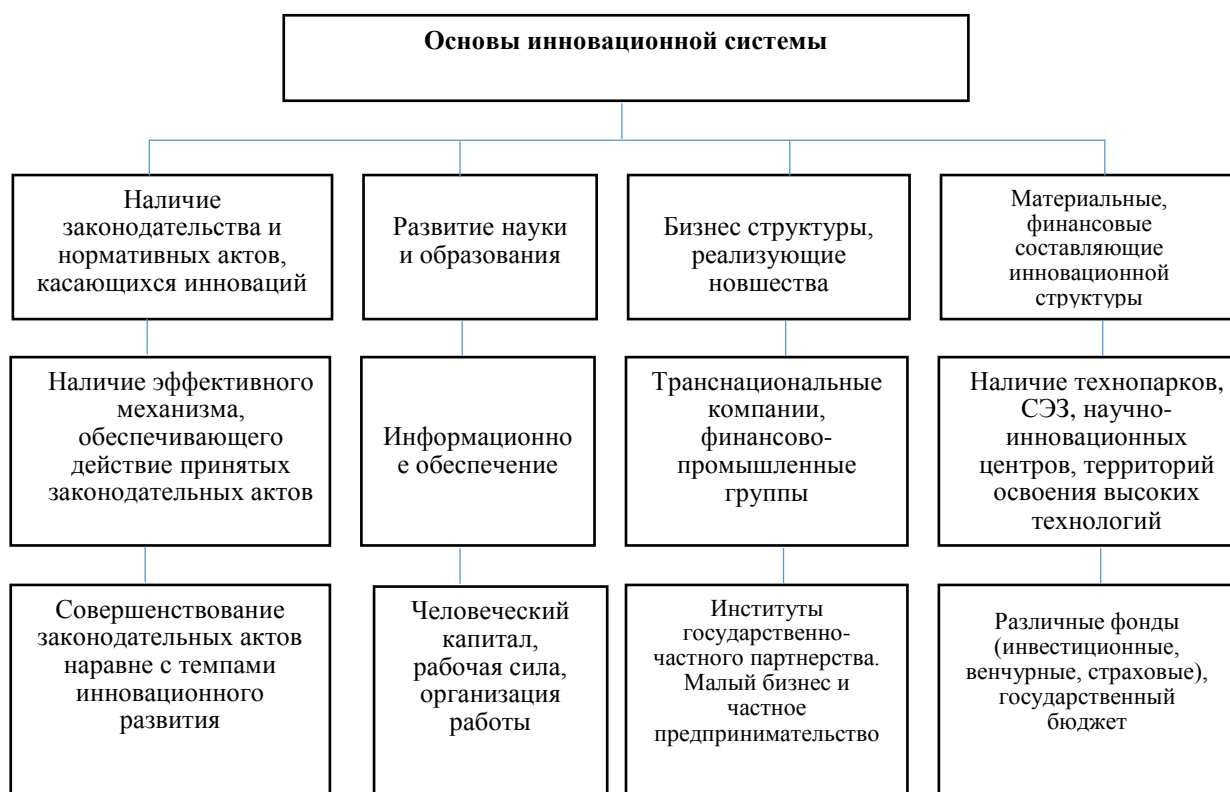 Основы инновационной системы
Наличие
законодательства и
нормативных актов,
касающихся инноваций
Развитие науки
и образования
Бизнес структуры,
реализующие
новшества
Материальные,
финансовые
составляющие
инновационной
структуры
Наличие эффективного
механизма,
обеспечивающего
действие принятых
законодательных актов
Информационно
е обеспечение
Транснациональные
компании,
финансово-
промышленные
группы
Наличие технопарков,
СЭЗ, научно-
инновационных
центров, территорий
освоения высоких
технологий
Совершенствование
законодательных актов
наравне с темпами
инновационного
развития
Человеческий
капитал,
рабочая сила,
организация
работы
Институты
государственно-
частного партнерства.
Малый бизнес и
частное
предпринимательство
Различные фонды
(инвестиционные,
венчурные, страховые),
государственный
бюджет